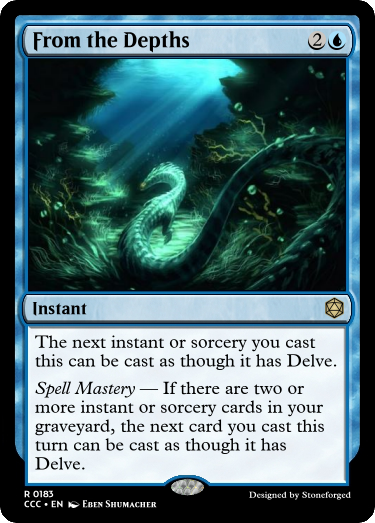 From the Depths 2
Instant
The next instant or sorcery you cast
this can be cast as though it has Delve.
Spell Mastery — If there are two or
more instant or sorcery cards in your
graveyard, the next card you cast this
turn can be cast as though it has
Delve.
R 0183
CCC • EN Eben Shumacher
Designed by Stoneforged